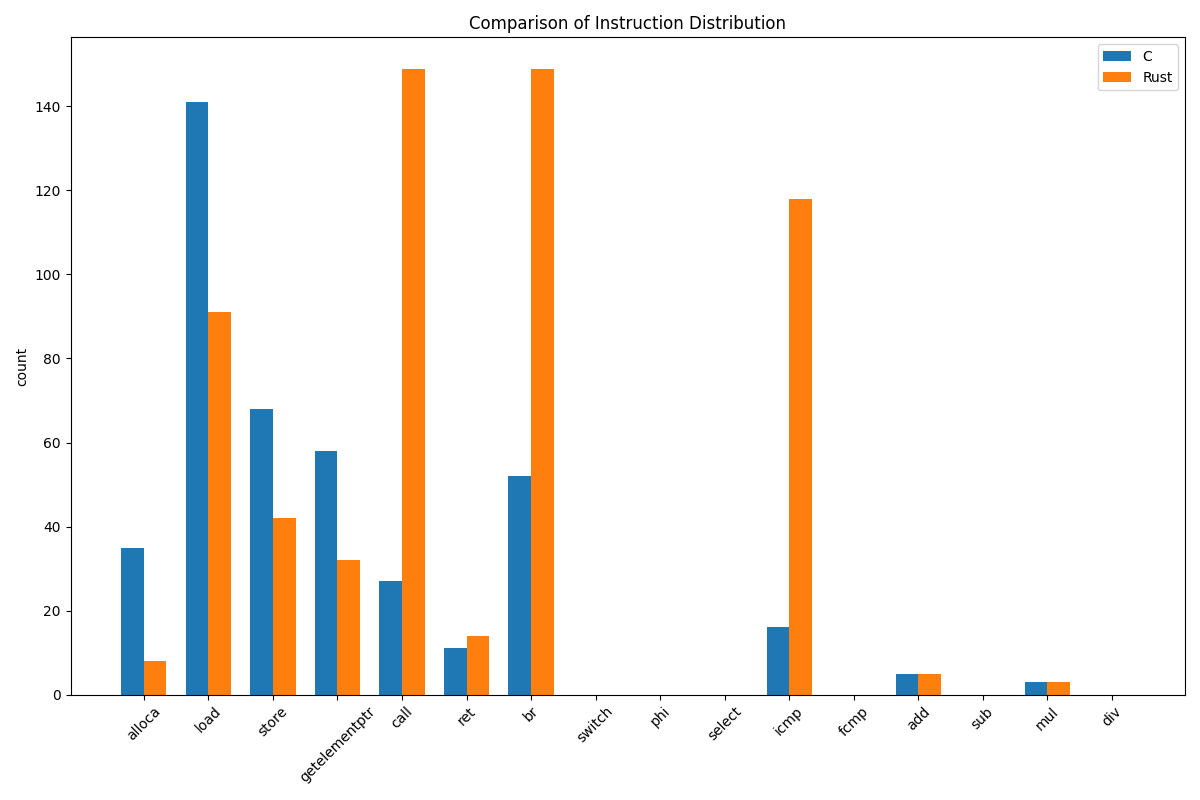 Comparison of Instruction Distribution
C
Rust
count
140
120
100
80
60
40
20
0
alloca
load
store
getelementptr
call
ret
br
switch
phi
select
icmp
fcmp
add
sub
mul
div